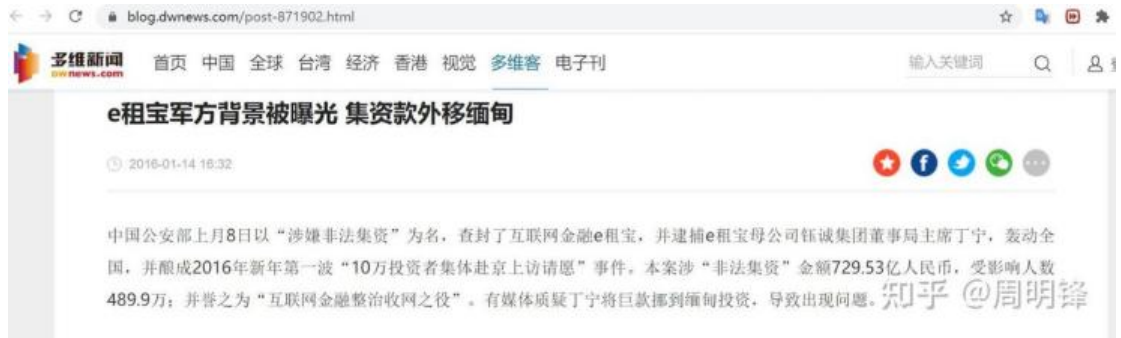 blog.dwnews.com/post-871902.html
多维新闻
dwnews.com
首页 中国 全球 台湾 经济 香港 视觉 多维客 电子刊
输入关键词
e租宝军方背景被曝光 集资款外移缅甸
2016-01-14 16:32
中国公安部上月8日以“涉嫌非法集资”为名，查封了互联网金融e租宝，并逮捕e租宝母公司钰诚集团董事局主席丁宁，轰动全
国，并酿成2016年新年第一波“10万投资者集体赴京上访请愿”事件。本案涉“非法集资”金额729.53亿人民币，受影响人数
489.9万；并誉之为“互联网金融整治收网之役”。有媒体质疑丁宁将巨款挪到缅甸投资，导致出现问题。
知乎 @周明锋